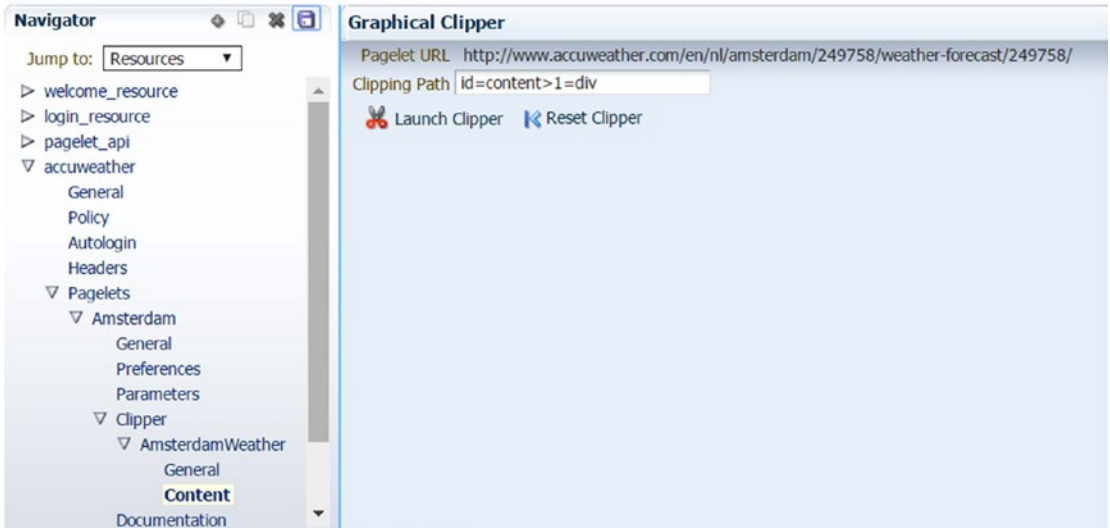 Navigator
Jump to: Resources
welcome_resource
login_resource
pagelet_api
accuweather
General
Policy
Autologin
Headers
Pagelets
Amsterdam
General
Preferences
Parameters
Clipper
AmsterdamWeather
General
Content
Documentation
Graphical Clipper
Pagelet URL http://www.accuweather.com/en/nl/amsterdam/249758/weather-forecast/249758/
Clipping Path id=content>1=div
Launch Clipper Reset Clipper